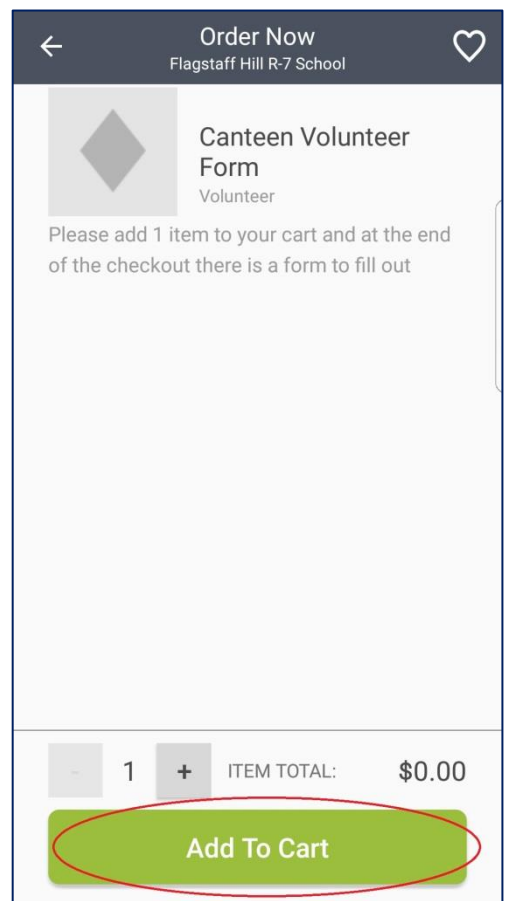 Order Now
Flagstaff Hill R-7 School
Canteen Volunteer
Form
Volunteer
Please add 1 item to your cart and at the end
of the checkout there is a form to fill out
- 1 + ITEM TOTAL: $0.00
Add To Cart